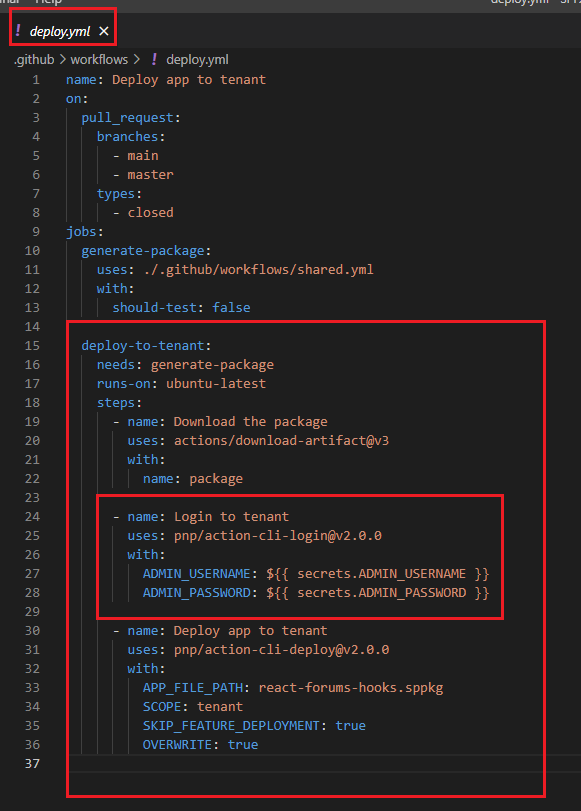 deploy.yml
! deploy.yml ×
.github > workflows > ! deploy.yml
1 name: Deploy app to tenant
2 on:
3   pull_request:
4     branches:
5       - main
6       - master
7     types:
8       - closed
9 jobs:
10   generate-package:
11     uses: ./.github/workflows/shared.yml
12     with:
13       should-test: false
14
15   deploy-to-tenant:
16     needs: generate-package
17     runs-on: ubuntu-latest
18     steps:
19       - name: Download the package
20         uses: actions/download-artifact@v3
21         with:
22           name: package
23
24       - name: Login to tenant
25         uses: pnp/action-cli-login@v2.0.0
26         with:
27           ADMIN_USERNAME: ${{ secrets.ADMIN_USERNAME }}
28           ADMIN_PASSWORD: ${{ secrets.ADMIN_PASSWORD }}
29
30       - name: Deploy app to tenant
31         uses: pnp/action-cli-deploy@v2.0.0
32         with:
33           APP_FILE_PATH: react-forums-hooks.sppkg
34           SCOPE: tenant
35           SKIP_FEATURE_DEPLOYMENT: true
36           OVERWRITE: true
37